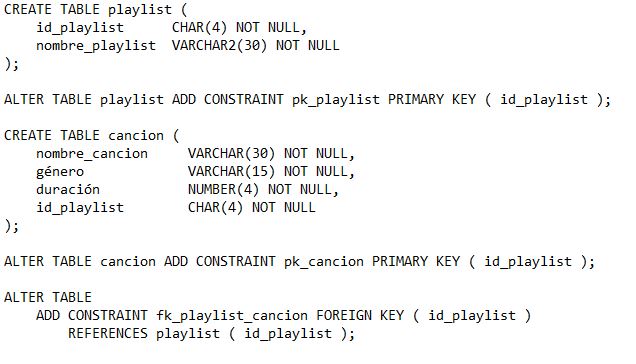 CREATE TABLE playlist (
    id_playlist      CHAR(4) NOT NULL,
    nombre_playlist  VARCHAR2(30) NOT NULL
);
ALTER TABLE playlist ADD CONSTRAINT pk_playlist PRIMARY KEY ( id_playlist );
CREATE TABLE cancion (
    nombre_cancion     VARCHAR(30) NOT NULL,
    género             VARCHAR(15) NOT NULL,
    duración           NUMBER(4) NOT NULL,
    id_playlist        CHAR(4) NOT NULL
);
ALTER TABLE cancion ADD CONSTRAINT pk_cancion PRIMARY KEY ( id_playlist );
ALTER TABLE
    ADD CONSTRAINT fk_playlist_cancion FOREIGN KEY ( id_playlist )
        REFERENCES playlist ( id_playlist );